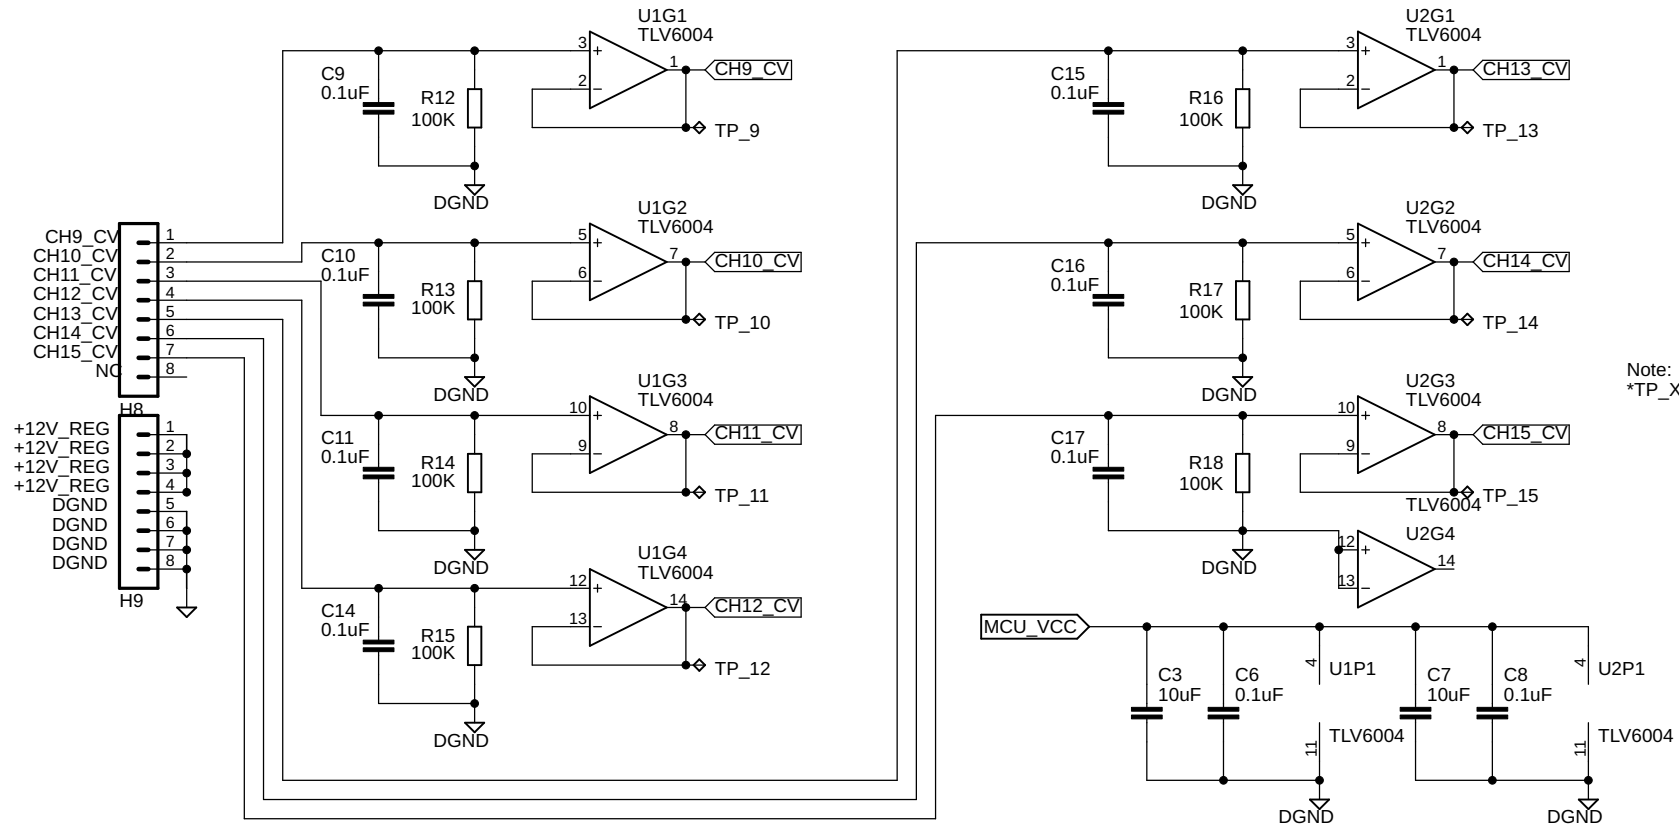 U1G1
TLV6004
3
2
1
CH9_CV
C9
0.1uF
R12
100K
TP_9
DGND
U2G1
TLV6004
3
2
1
CH13_CV
C15
0.1uF
R16
100K
TP_13
DGND
CH9_CV 1
CH10_CV 2
CH11_CV 3
CH12_CV 4
CH13_CV 5
CH14_CV 6
CH15_CV 7
NC 8
H8
+12V_REG 1
+12V_REG 2
+12V_REG 3
+12V_REG 4
DGND 5
DGND 6
DGND 7
DGND 8
H9
U1G2
TLV6004
5
6
7
CH10_CV
C10
0.1uF
R13
100K
TP_10
DGND
U2G2
TLV6004
5
6
7
CH14_CV
C16
0.1uF
R17
100K
TP_14
DGND
Note:
*TP_X
U1G3
TLV6004
10
9
8
CH11_CV
C11
0.1uF
R14
100K
TP_11
DGND
U2G3
TLV6004
10
9
8
CH15_CV
C17
0.1uF
R18
100K
TP_15
DGND
TLV6004
U2G4
12
13
14
U1G4
TLV6004
12
13
14
CH12_CV
C14
0.1uF
R15
100K
TP_12
DGND
MCU_VCC
C3
10uF
C6
0.1uF
4
U1P1
11
TLV6004
DGND
C7
10uF
C8
0.1uF
4
U2P1
11
TLV6004
DGND